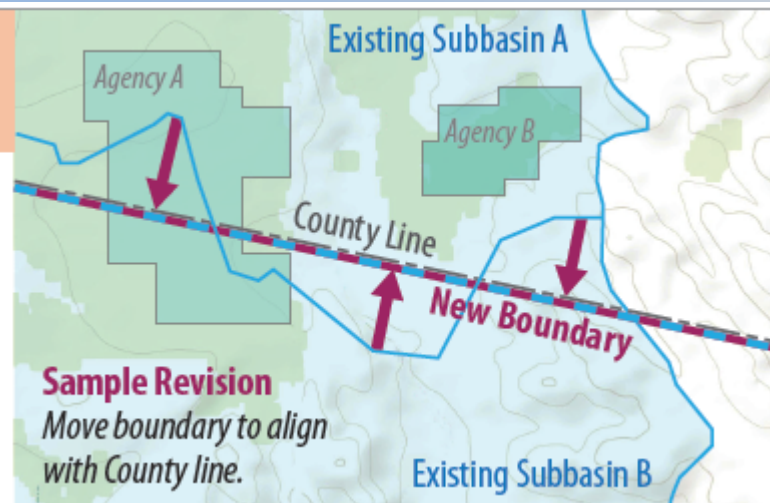 Existing Subbasin A
Agency A
Agency B
County Line
New Boundary
Sample Revision
Move boundary to align
with County line.
Existing Subbasin B